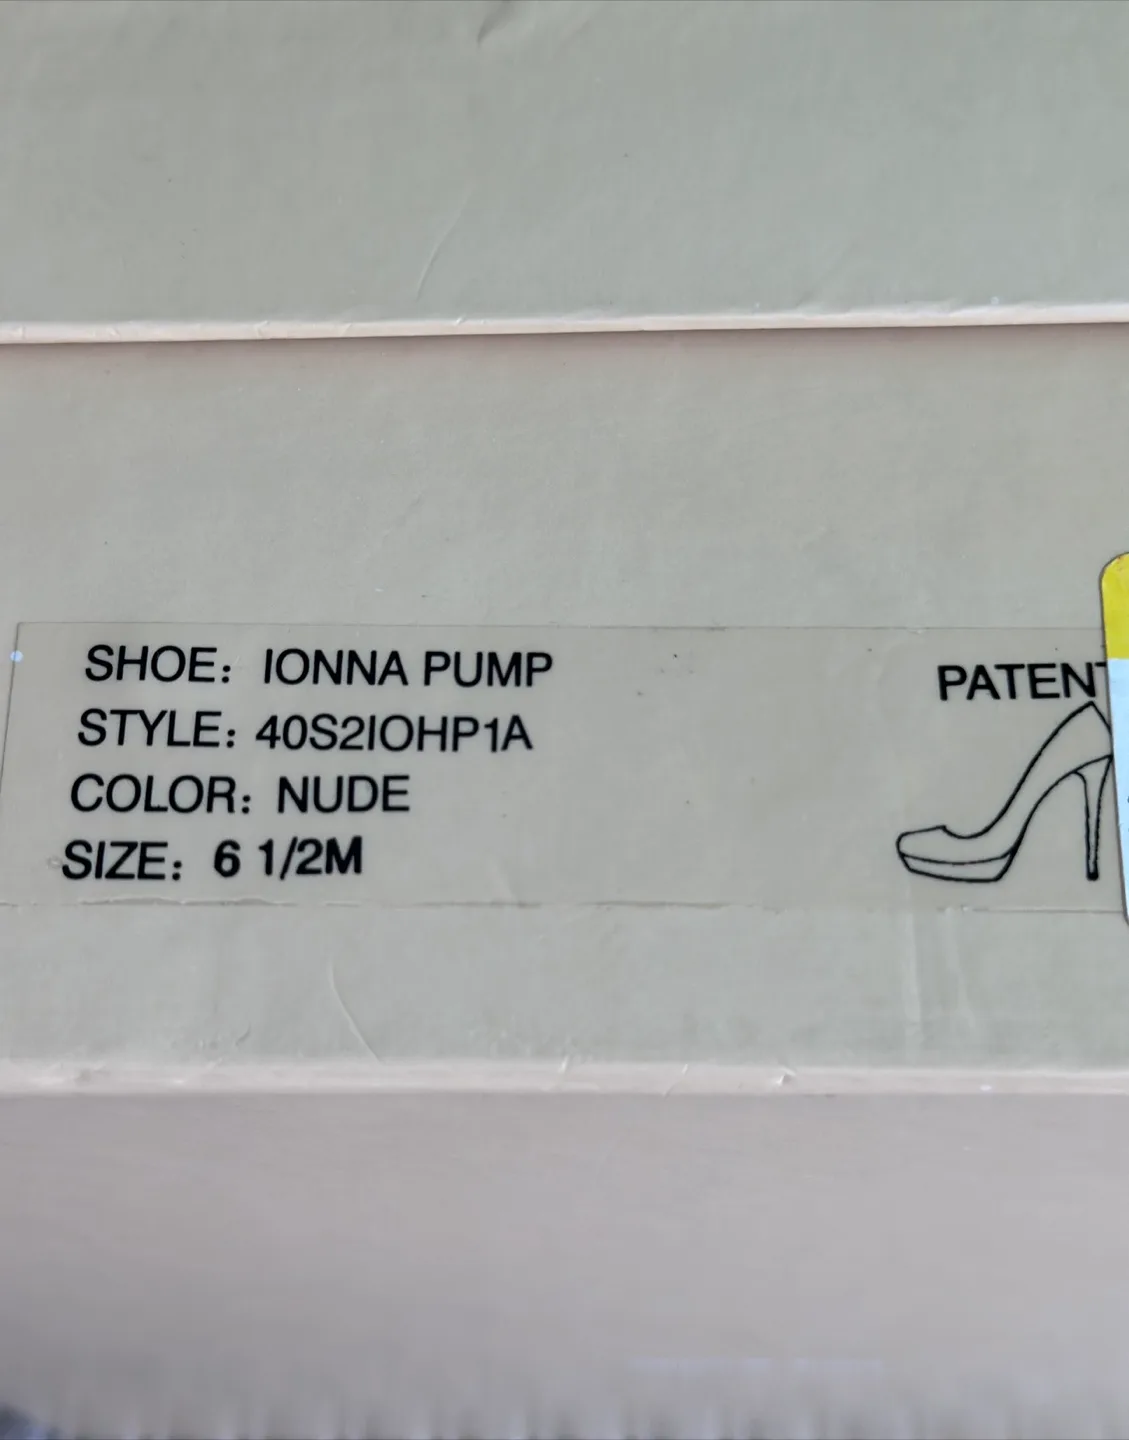 SHOE: IONNA PUMP
STYLE: 40S2IOHP1A
COLOR: NUDE
SIZE: 6 1/2M
PATENT